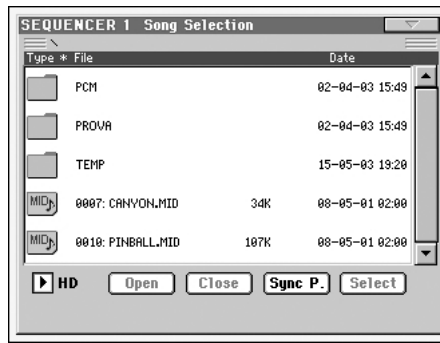 SEQUENCER 1 Song Selection
Type * File Date
PCM 02-04-03 15:49
PROVA 02-04-03 15:49
TEMP 15-05-03 19:20
MID 0007: CANYON.MID 34K 08-05-01 02:00
MID 0010: PINBALL.MID 107K 08-05-01 02:00
HD Open Close Sync P. Select